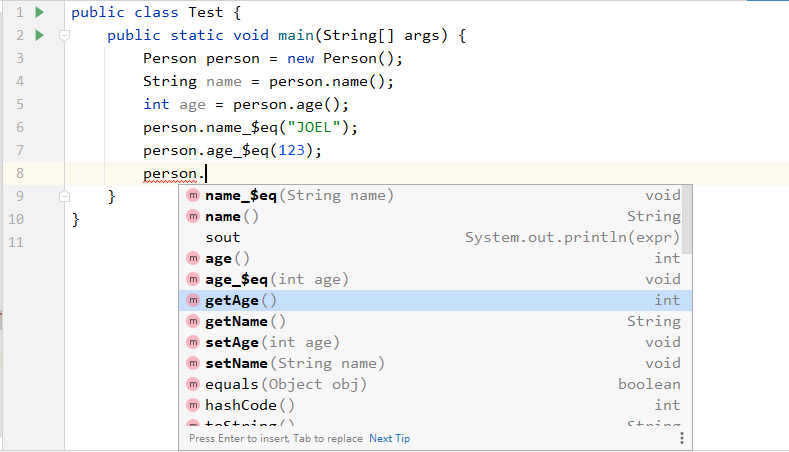 1 public class Test {
2 public static void main(String[] args) {
3 Person person = new Person();
4 String name = person.name();
5 int age = person.age();
6 person.name_$eq("JOEL");
7 person.age_$eq(123);
8 person.
9 }
10 }
11
m name_$eq(String name) void
m name() String
sout System.out.println(expr)
m age() int
m age_$eq(int age) void
m getAge() int
m getName() String
m setAge(int age) void
m setName(String name) void
m equals(Object obj) boolean
m hashCode() int
m toString() String
Press Enter to insert, Tab to replace Next Tip